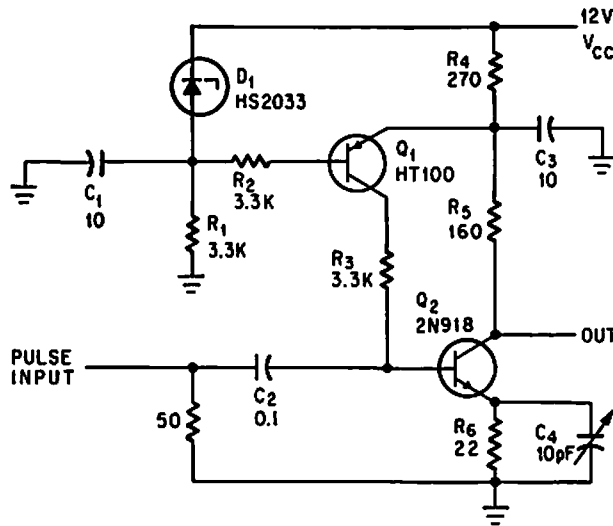 12V
VCC
R4
270
D1
HS2033
Q1
HT100
C3
10
C1
10
R2
3.3K
R1
3.3K
R5
160
R3
3.3K
Q2
2N918
OUT
PULSE
INPUT
C2
0.1
50
R6
22
C4
10pF